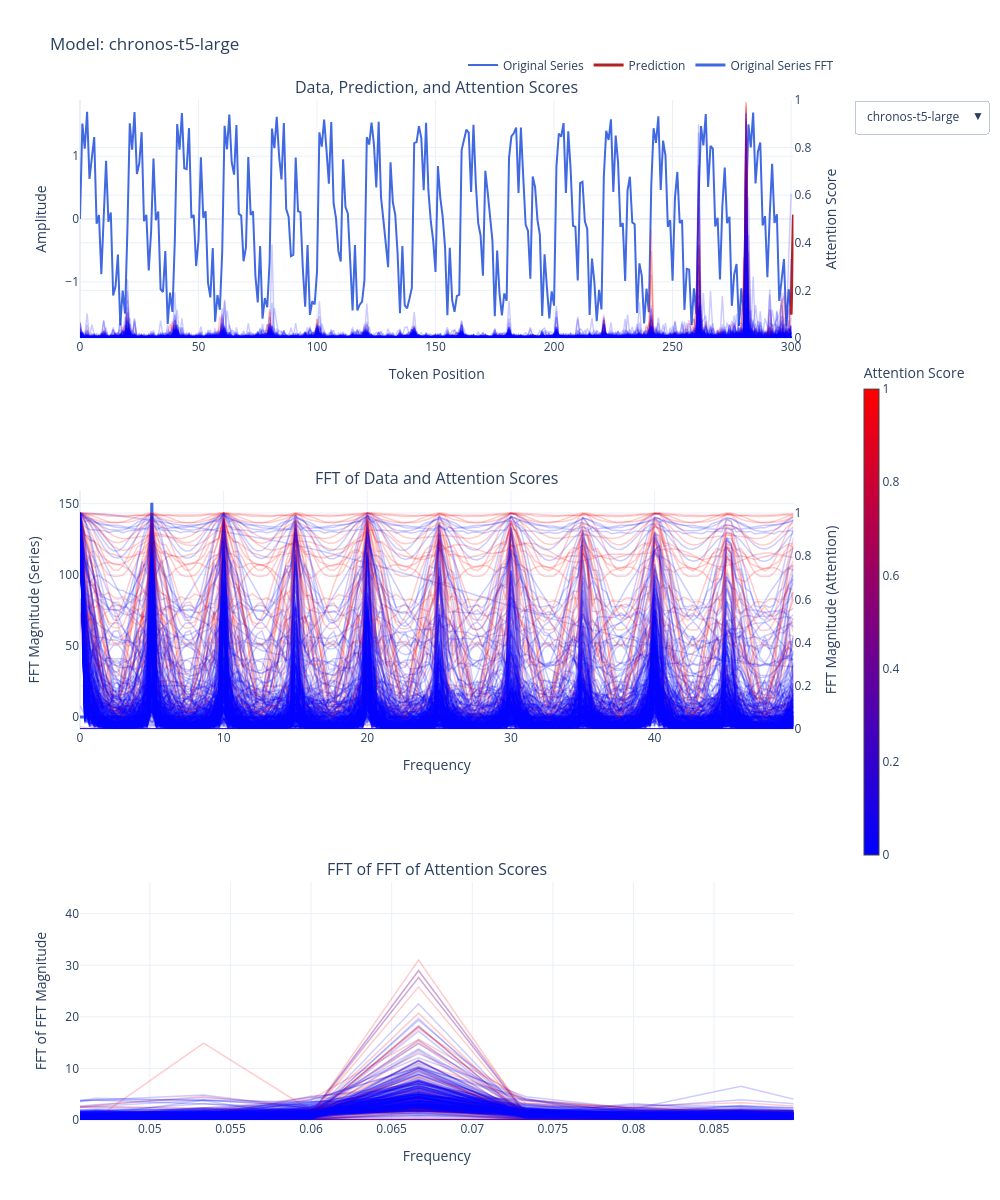 Model: chronos-t5-large
Original Series Prediction Original Series FFT
Data, Prediction, and Attention Scores
chronos-t5-large ▼
Amplitude
1
0
−1
1
0.8
0.6
0.4
0.2
0
Attention Score
0 50 100 150 200 250 300
Token Position
FFT of Data and Attention Scores
FFT Magnitude (Series)
150
100
50
0
1
0.8
0.6
0.4
0.2
0
FFT Magnitude (Attention)
0 10 20 30 40
Frequency
Attention Score
1
0.8
0.6
0.4
0.2
0
FFT of FFT of Attention Scores
FFT of FFT Magnitude
40
30
20
10
0
0.05 0.055 0.06 0.065 0.07 0.075 0.08 0.085
Frequency